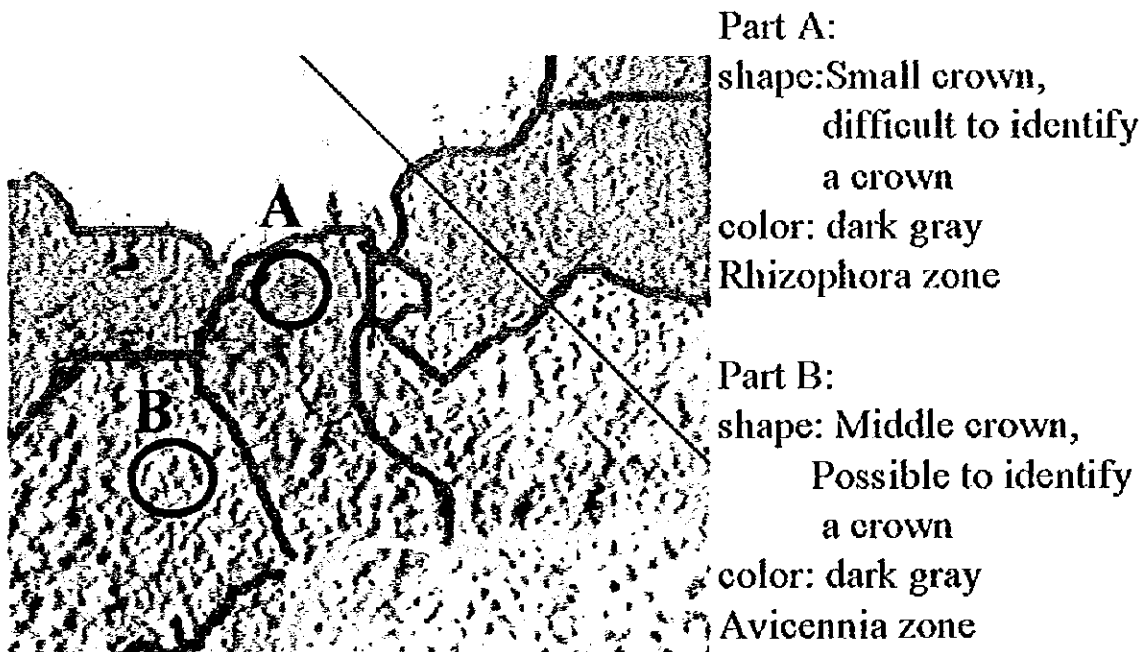 Part A:
shape:Small crown,
difficult to identify
a crown
color: dark gray
Rhizophora zone
A
B
Part B:
shape: Middle crown,
Possible to identify
a crown
color: dark gray
Avicennia zone